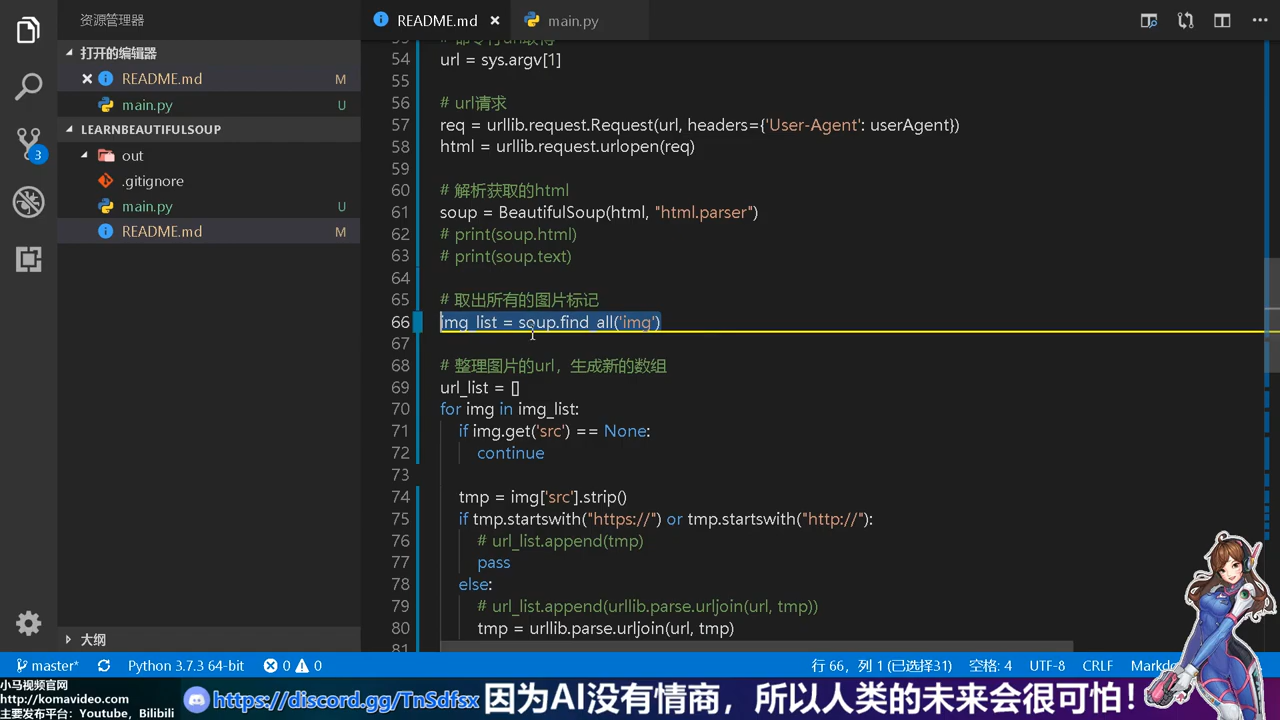 资源管理器
打开的编辑器
README.md M
main.py U
LEARNBEAUTIFULSOUP
out
.gitignore
main.py U
README.md M
大纲
3
README.md
main.py
54 url = sys.argv[1]
55
56 # url请求
57 req = urllib.request.Request(url, headers={'User-Agent': userAgent})
58 html = urllib.request.urlopen(req)
59
60 # 解析获取的html
61 soup = BeautifulSoup(html, "html.parser")
62 # print(soup.html)
63 # print(soup.text)
64
65 # 取出所有的图片标记
66 img_list = soup.find_all('img')
67
68 # 整理图片的url，生成新的数组
69 url_list = []
70 for img in img_list:
71 if img.get('src') == None:
72 continue
73
74 tmp = img['src'].strip()
75 if tmp.startswith("https://") or tmp.startswith("http://"):
76 # url_list.append(tmp)
77 pass
78 else:
79 # url_list.append(urllib.parse.urljoin(url, tmp))
80 tmp = urllib.parse.urljoin(url, tmp)
81
master* Python 3.7.3 64-bit 0 0 行 66，列 1 (已选择31) 空格: 4 UTF-8 CRLF
小马视频官网
http://komavideo.com
主要发布平台：Youtube，Bilibili
https://discord.gg/TnSdfsx 因为AI没有情商，所以人类的未来会很可怕！